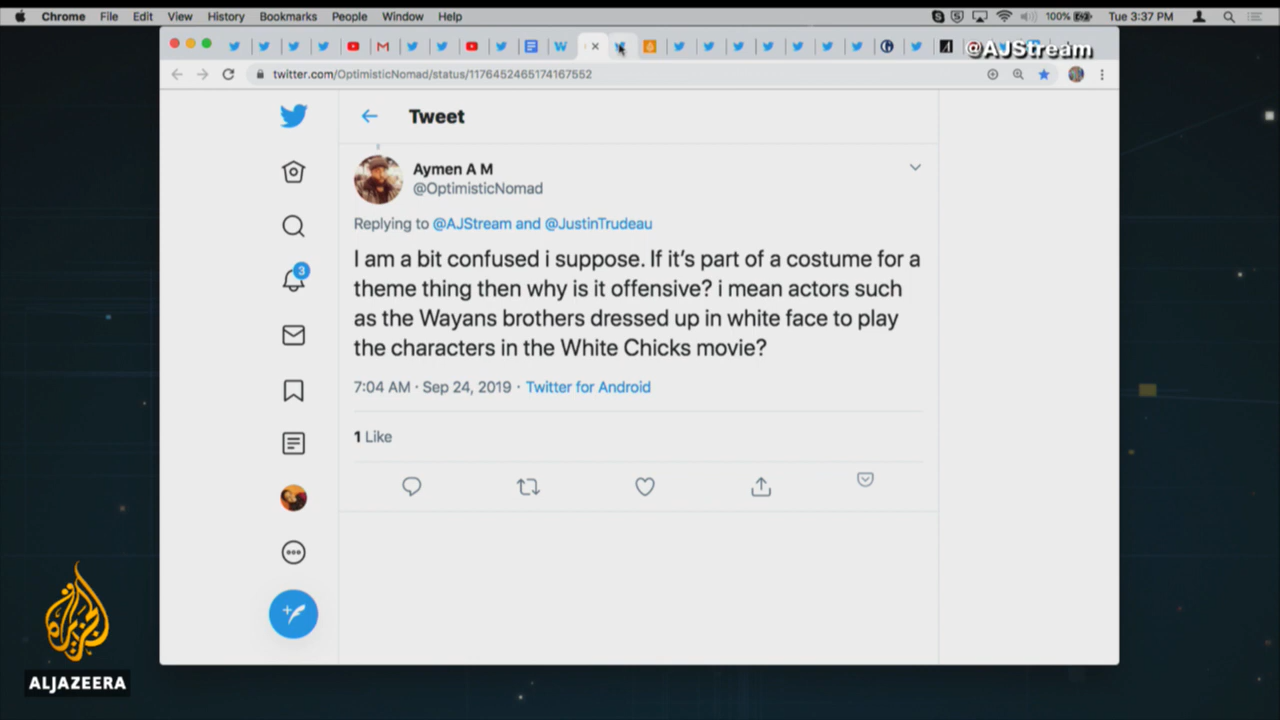 Chrome File Edit View History Bookmarks People Window Help 100% Tue 3:37 PM
@AJStream
twitter.com/OptimisticNomad/status/1176452465174167552
Tweet
Aymen A M
@OptimisticNomad
Replying to @AJStream and @JustinTrudeau
I am a bit confused i suppose. If it's part of a costume for a
theme thing then why is it offensive? i mean actors such
as the Wayans brothers dressed up in white face to play
the characters in the White Chicks movie?
7:04 AM · Sep 24, 2019 · Twitter for Android
1 Like
3
ALJAZEERA